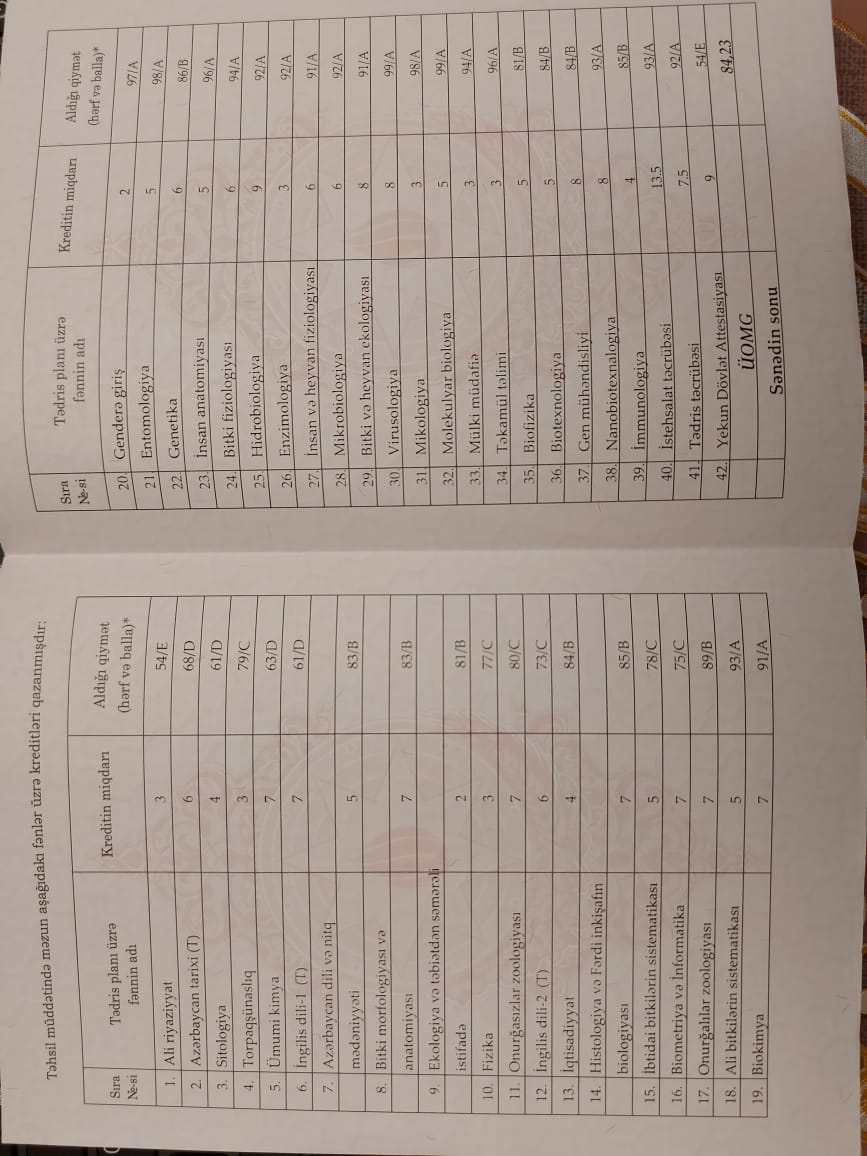 Təhsil müddətində məzun aşağıdakı fənlər üzrə kreditləri qazanmışdır:
Sıra №-si Tədris planı üzrə fənnin adı Kreditin miqdarı Aldığı qiymət (hərf və balla)*
1. Ali riyaziyyat 3 54/E
2. Azərbaycan tarixi (T) 6 68/D
3. Sitologiya 4 61/D
4. Torpaqşünaslıq 3 79/C
5. Ümumi kimya 7 63/D
6. İngilis dili-1 (T) 7 61/D
7. Azərbaycan dili və nitq
mədəniyyəti 5 83/B
8. Bitki morfologiyası və
anatomiyası 7 83/B
9. Ekologiya və təbiətdən səmərəli
istifadə 2 81/B
10. Fizika 3 77/C
11. Onurğasızlar zoologiyası 7 80/C
12. İngilis dili-2 (T) 6 73/C
13. İqtisadiyyat 4 84/B
14. Histologiya və Fərdi inkişafın
biologiyası 7 85/B
15. İbtidai bitkilərin sistematikası 5 78/C
16. Biometriya və İnformatika 7 75/C
17. Onurğalılar zoologiyası 7 89/B
18. Ali bitkilərin sistematikası 5 93/A
19. Biokimya 7 91/A
Sıra №-si Tədris planı üzrə fənnin adı Kreditin miqdarı Aldığı qiymət (hərf və balla)*
20. Genderə giriş 2 97/A
21 Entomologiya 5 98/A
22. Genetika 6 86/B
23. İnsan anatomiyası 5 96/A
24. Bitki fiziologiyası 6 94/A
25 Hidrobiologiya 9 92/A
26. Enzimologiya 3 92/A
27. İnsan və heyvan fiziologiyası 6 91/A
28. Mikrobiologiya 6 92/A
29. Bitki və heyvan ekologiyası 8 91/A
30. Virusologiya 8 99/A
31. Mikologiya 3 98/A
32. Molekulyar biologiya 5 99/A
33. Mülki müdafiə 3 94/A
34. Təkamül təlimi 3 96/A
35. Biofizika 5 81/B
36 Biotexnologiya 5 84/B
37. Gen mühəndisliyi 8 84/B
38. Nanobiotexnalogiya 8 93/A
39. İmmunologiya 4 85/B
40. İstehsalat təcrübəsi 13.5 93/A
41. Tədris təcrübəsi 7.5 92/A
42. Yekun Dövlət Attestasiyası 9 54/E
ÜOMG 84,23
Sənədin sonu